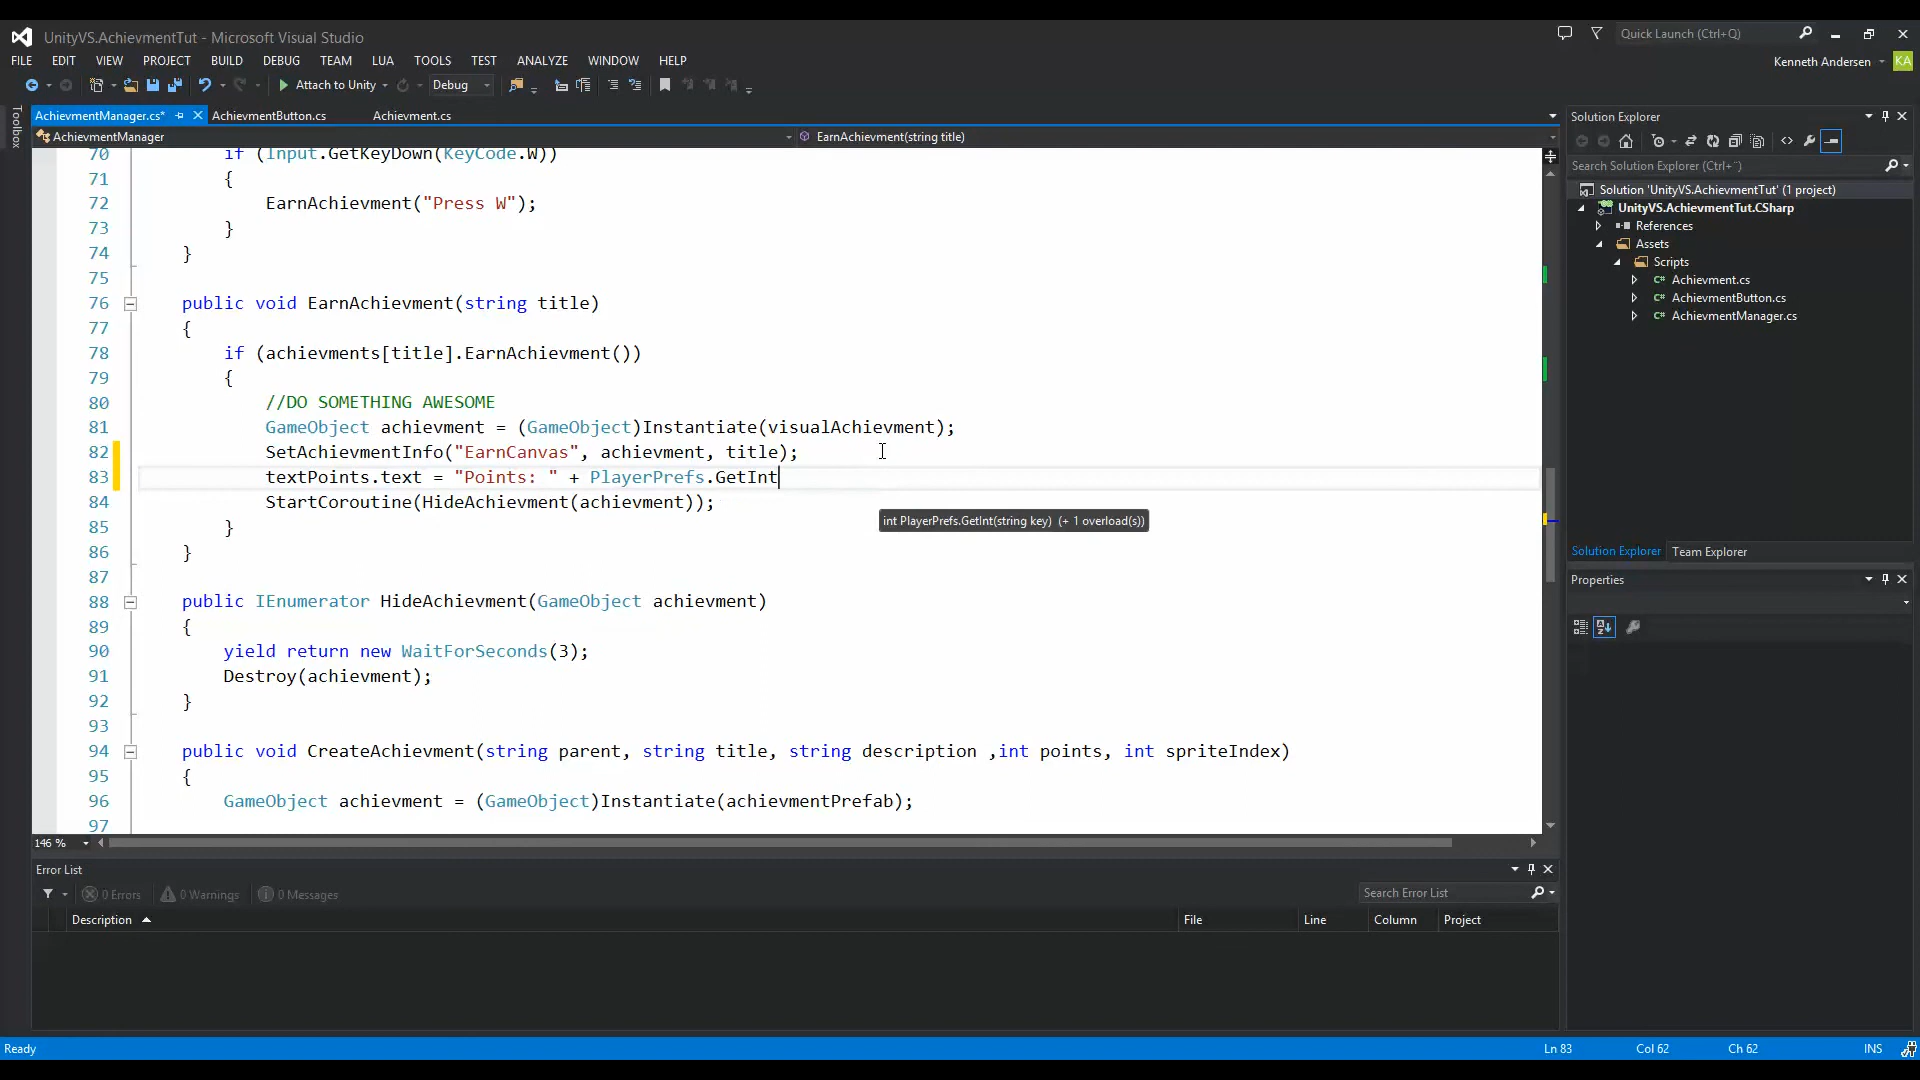 UnityVS.AchievmentTut - Microsoft Visual Studio
Quick Launch (Ctrl+Q)
FILE EDIT VIEW PROJECT BUILD DEBUG TEAM LUA TOOLS TEST ANALYZE WINDOW HELP
Kenneth Andersen KA
Attach to Unity Debug
Toolbox
AchievmentManager.cs* AchievmentButton.cs Achievment.cs
AchievmentManager EarnAchievment(string title)
70 if (Input.GetKeyDown(KeyCode.W))
71 {
72 EarnAchievment("Press W");
73 }
74 }
75
76 public void EarnAchievment(string title)
77 {
78 if (achievments[title].EarnAchievment())
79 {
80 //DO SOMETHING AWESOME
81 GameObject achievment = (GameObject)Instantiate(visualAchievment);
82 SetAchievmentInfo("EarnCanvas", achievment, title);
83 textPoints.text = "Points: " + PlayerPrefs.GetInt
84 StartCoroutine(HideAchievment(achievment));
int PlayerPrefs.GetInt(string key) (+ 1 overload(s))
85 }
86 }
87
88 public IEnumerator HideAchievment(GameObject achievment)
89 {
90 yield return new WaitForSeconds(3);
91 Destroy(achievment);
92 }
93
94 public void CreateAchievment(string parent, string title, string description ,int points, int spriteIndex)
95 {
96 GameObject achievment = (GameObject)Instantiate(achievmentPrefab);
97
146 %
Error List
0 Errors 0 Warnings 0 Messages
Search Error List
Description File Line Column Project
Solution Explorer
Search Solution Explorer (Ctrl+¨)
Solution 'UnityVS.AchievmentTut' (1 project)
UnityVS.AchievmentTut.CSharp
References
Assets
Scripts
C# Achievment.cs
C# AchievmentButton.cs
C# AchievmentManager.cs
Solution Explorer Team Explorer
Properties
Ready Ln 83 Col 62 Ch 62 INS